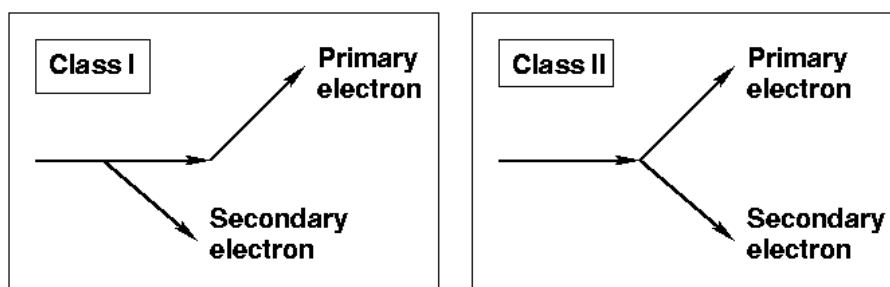 Class I
Primary
electron
Secondary
electron
Class II
Primary
electron
Secondary
electron